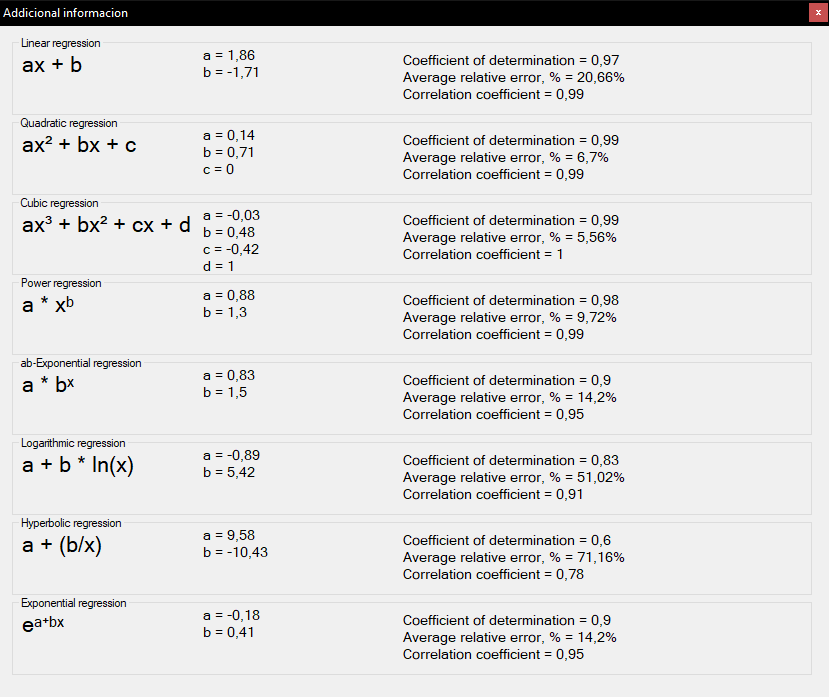 Addicional informacion
x
Linear regression
ax + b
a = 1,86
b = -1,71
Coefficient of determination = 0,97
Average relative error, % = 20,66%
Correlation coefficient = 0,99
Quadratic regression
ax² + bx + c
a = 0,14
b = 0,71
c = 0
Coefficient of determination = 0,99
Average relative error, % = 6,7%
Correlation coefficient = 0,99
Cubic regression
ax³ + bx² + cx + d
a = -0,03
b = 0,48
c = -0,42
d = 1
Coefficient of determination = 0,99
Average relative error, % = 5,56%
Correlation coefficient = 1
Power regression
a * xᵇ
a = 0,88
b = 1,3
Coefficient of determination = 0,98
Average relative error, % = 9,72%
Correlation coefficient = 0,99
ab-Exponential regression
a * bˣ
a = 0,83
b = 1,5
Coefficient of determination = 0,9
Average relative error, % = 14,2%
Correlation coefficient = 0,95
Logarithmic regression
a + b * ln(x)
a = -0,89
b = 5,42
Coefficient of determination = 0,83
Average relative error, % = 51,02%
Correlation coefficient = 0,91
Hyperbolic regression
a + (b/x)
a = 9,58
b = -10,43
Coefficient of determination = 0,6
Average relative error, % = 71,16%
Correlation coefficient = 0,78
Exponential regression
eᵃ⁺ᵇˣ
a = -0,18
b = 0,41
Coefficient of determination = 0,9
Average relative error, % = 14,2%
Correlation coefficient = 0,95